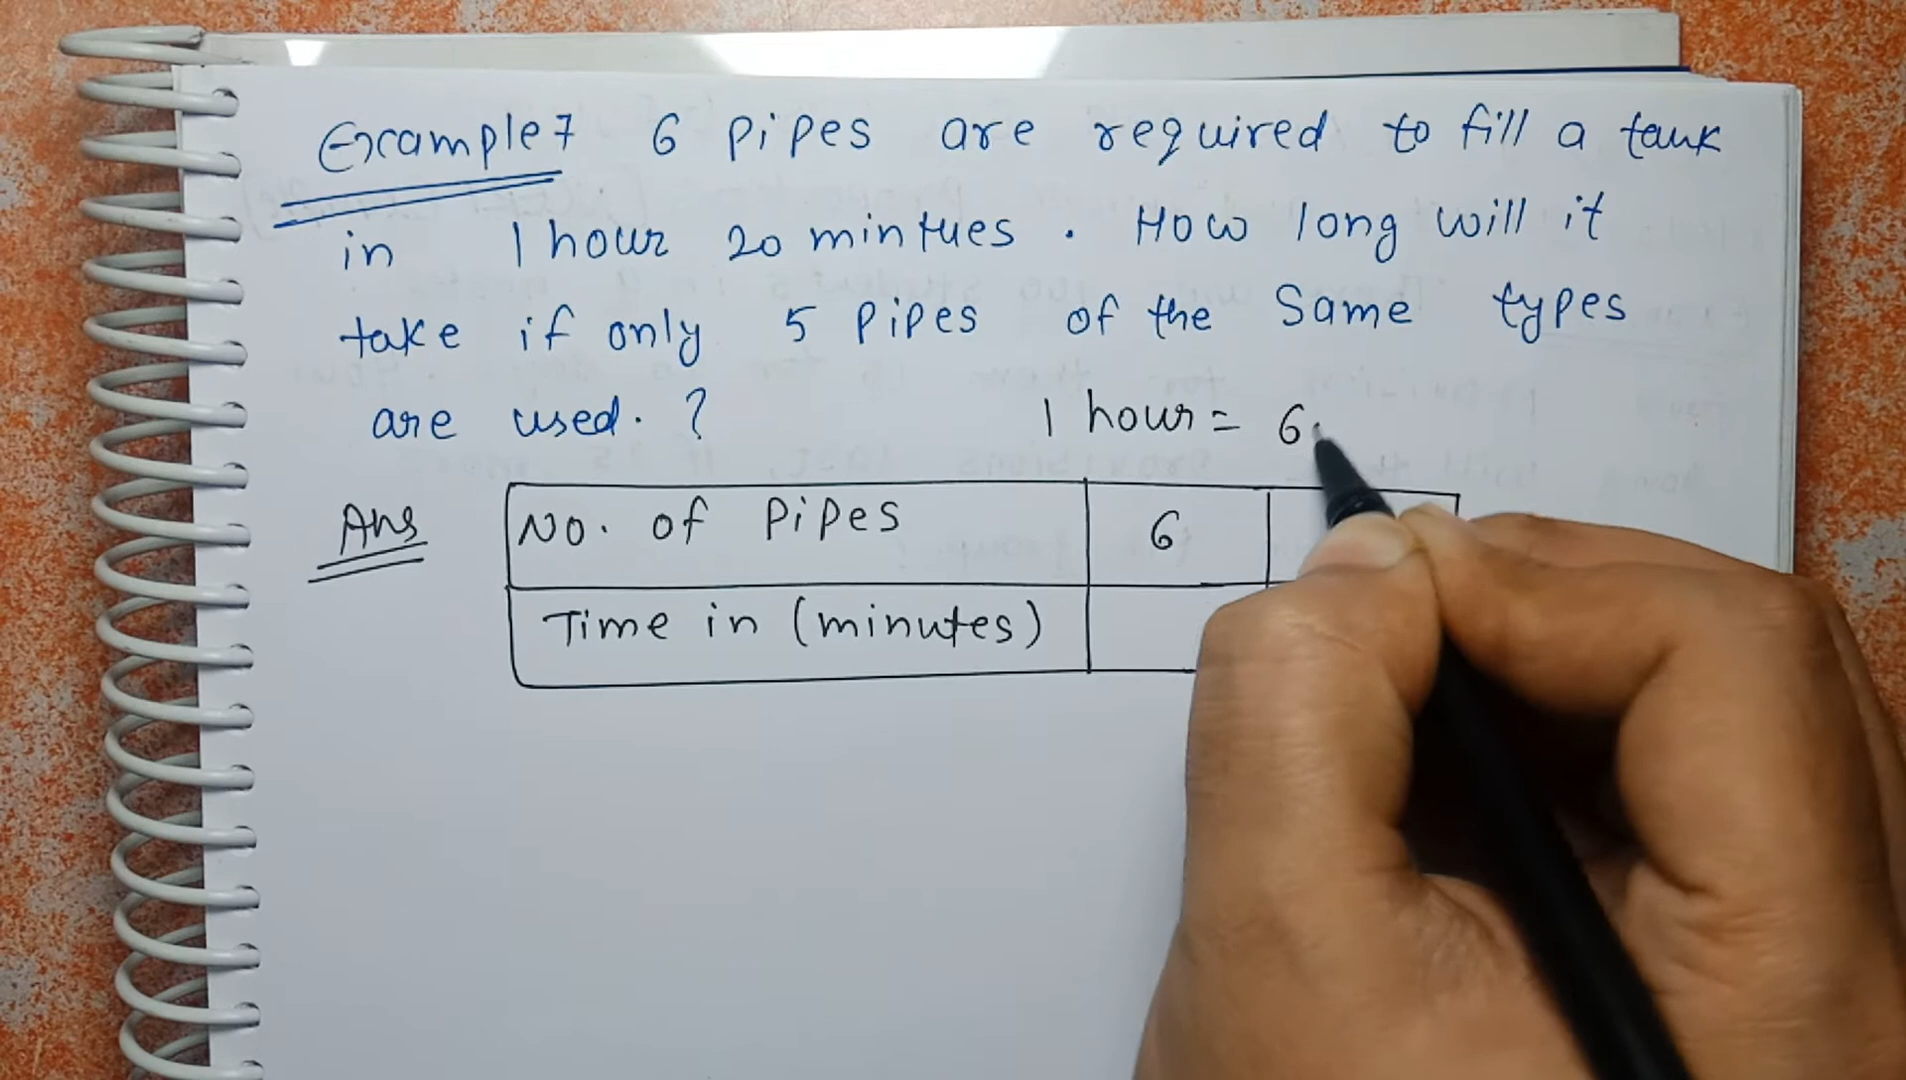 Example 7 6 pipes are required to fill a tank
in 1 hour 20 mintues. How long will it
take if only 5 pipes of the same types
are used.?
1 hour = 6
Ans
No. of pipes 6
Time in (minutes)